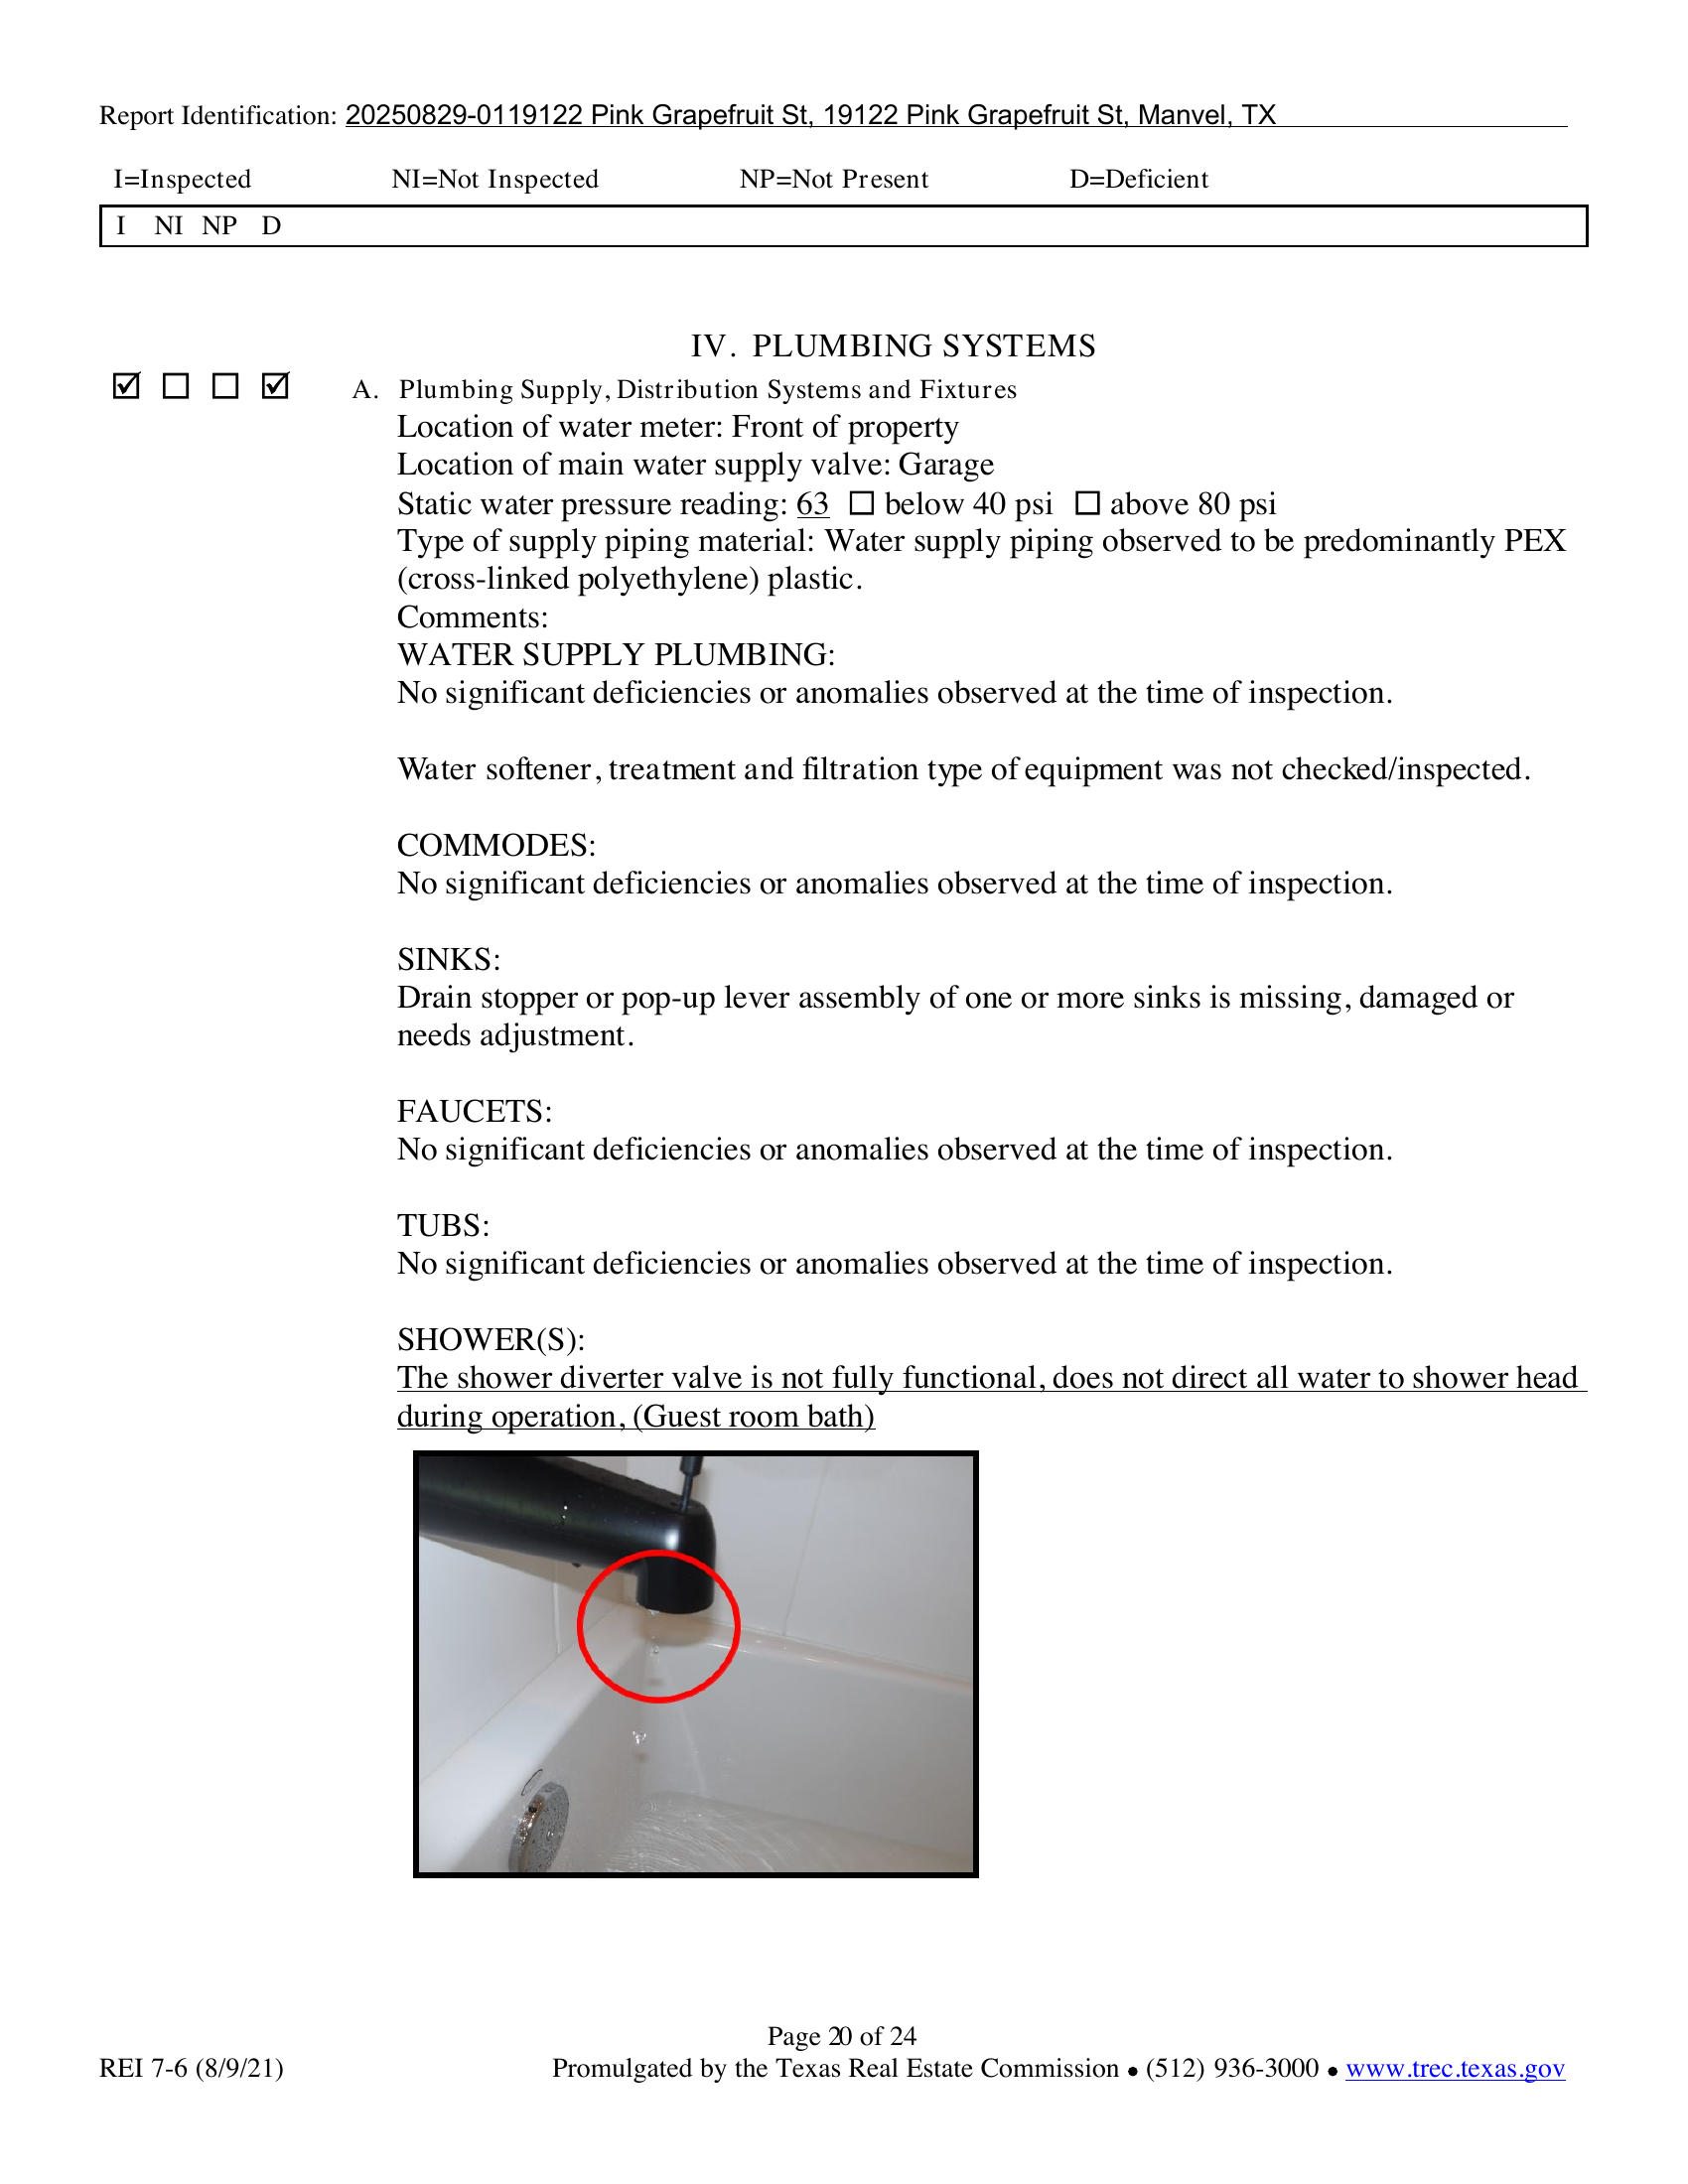 Report Identification: 20250829-0119122 Pink Grapefruit St, 19122 Pink Grapefruit St, Manvel, TX
I=Inspected NI=Not Inspected NP=Not Present D=Deficient
I NI NP D
IV. PLUMBING SYSTEMS
☑ ☐ ☐ ☑ A. Plumbing Supply, Distribution Systems and Fixtures
Location of water meter: Front of property
Location of main water supply valve: Garage
Static water pressure reading: 63 ☐ below 40 psi ☐ above 80 psi
Type of supply piping material: Water supply piping observed to be predominantly PEX
(cross-linked polyethylene) plastic.
Comments:
WATER SUPPLY PLUMBING:
No significant deficiencies or anomalies observed at the time of inspection.
Water softener, treatment and filtration type of equipment was not checked/inspected.
COMMODES:
No significant deficiencies or anomalies observed at the time of inspection.
SINKS:
Drain stopper or pop-up lever assembly of one or more sinks is missing, damaged or
needs adjustment.
FAUCETS:
No significant deficiencies or anomalies observed at the time of inspection.
TUBS:
No significant deficiencies or anomalies observed at the time of inspection.
SHOWER(S):
The shower diverter valve is not fully functional, does not direct all water to shower head
during operation, (Guest room bath)
Page 20 of 24
REI 7-6 (8/9/21) Promulgated by the Texas Real Estate Commission • (512) 936-3000 • www.trec.texas.gov